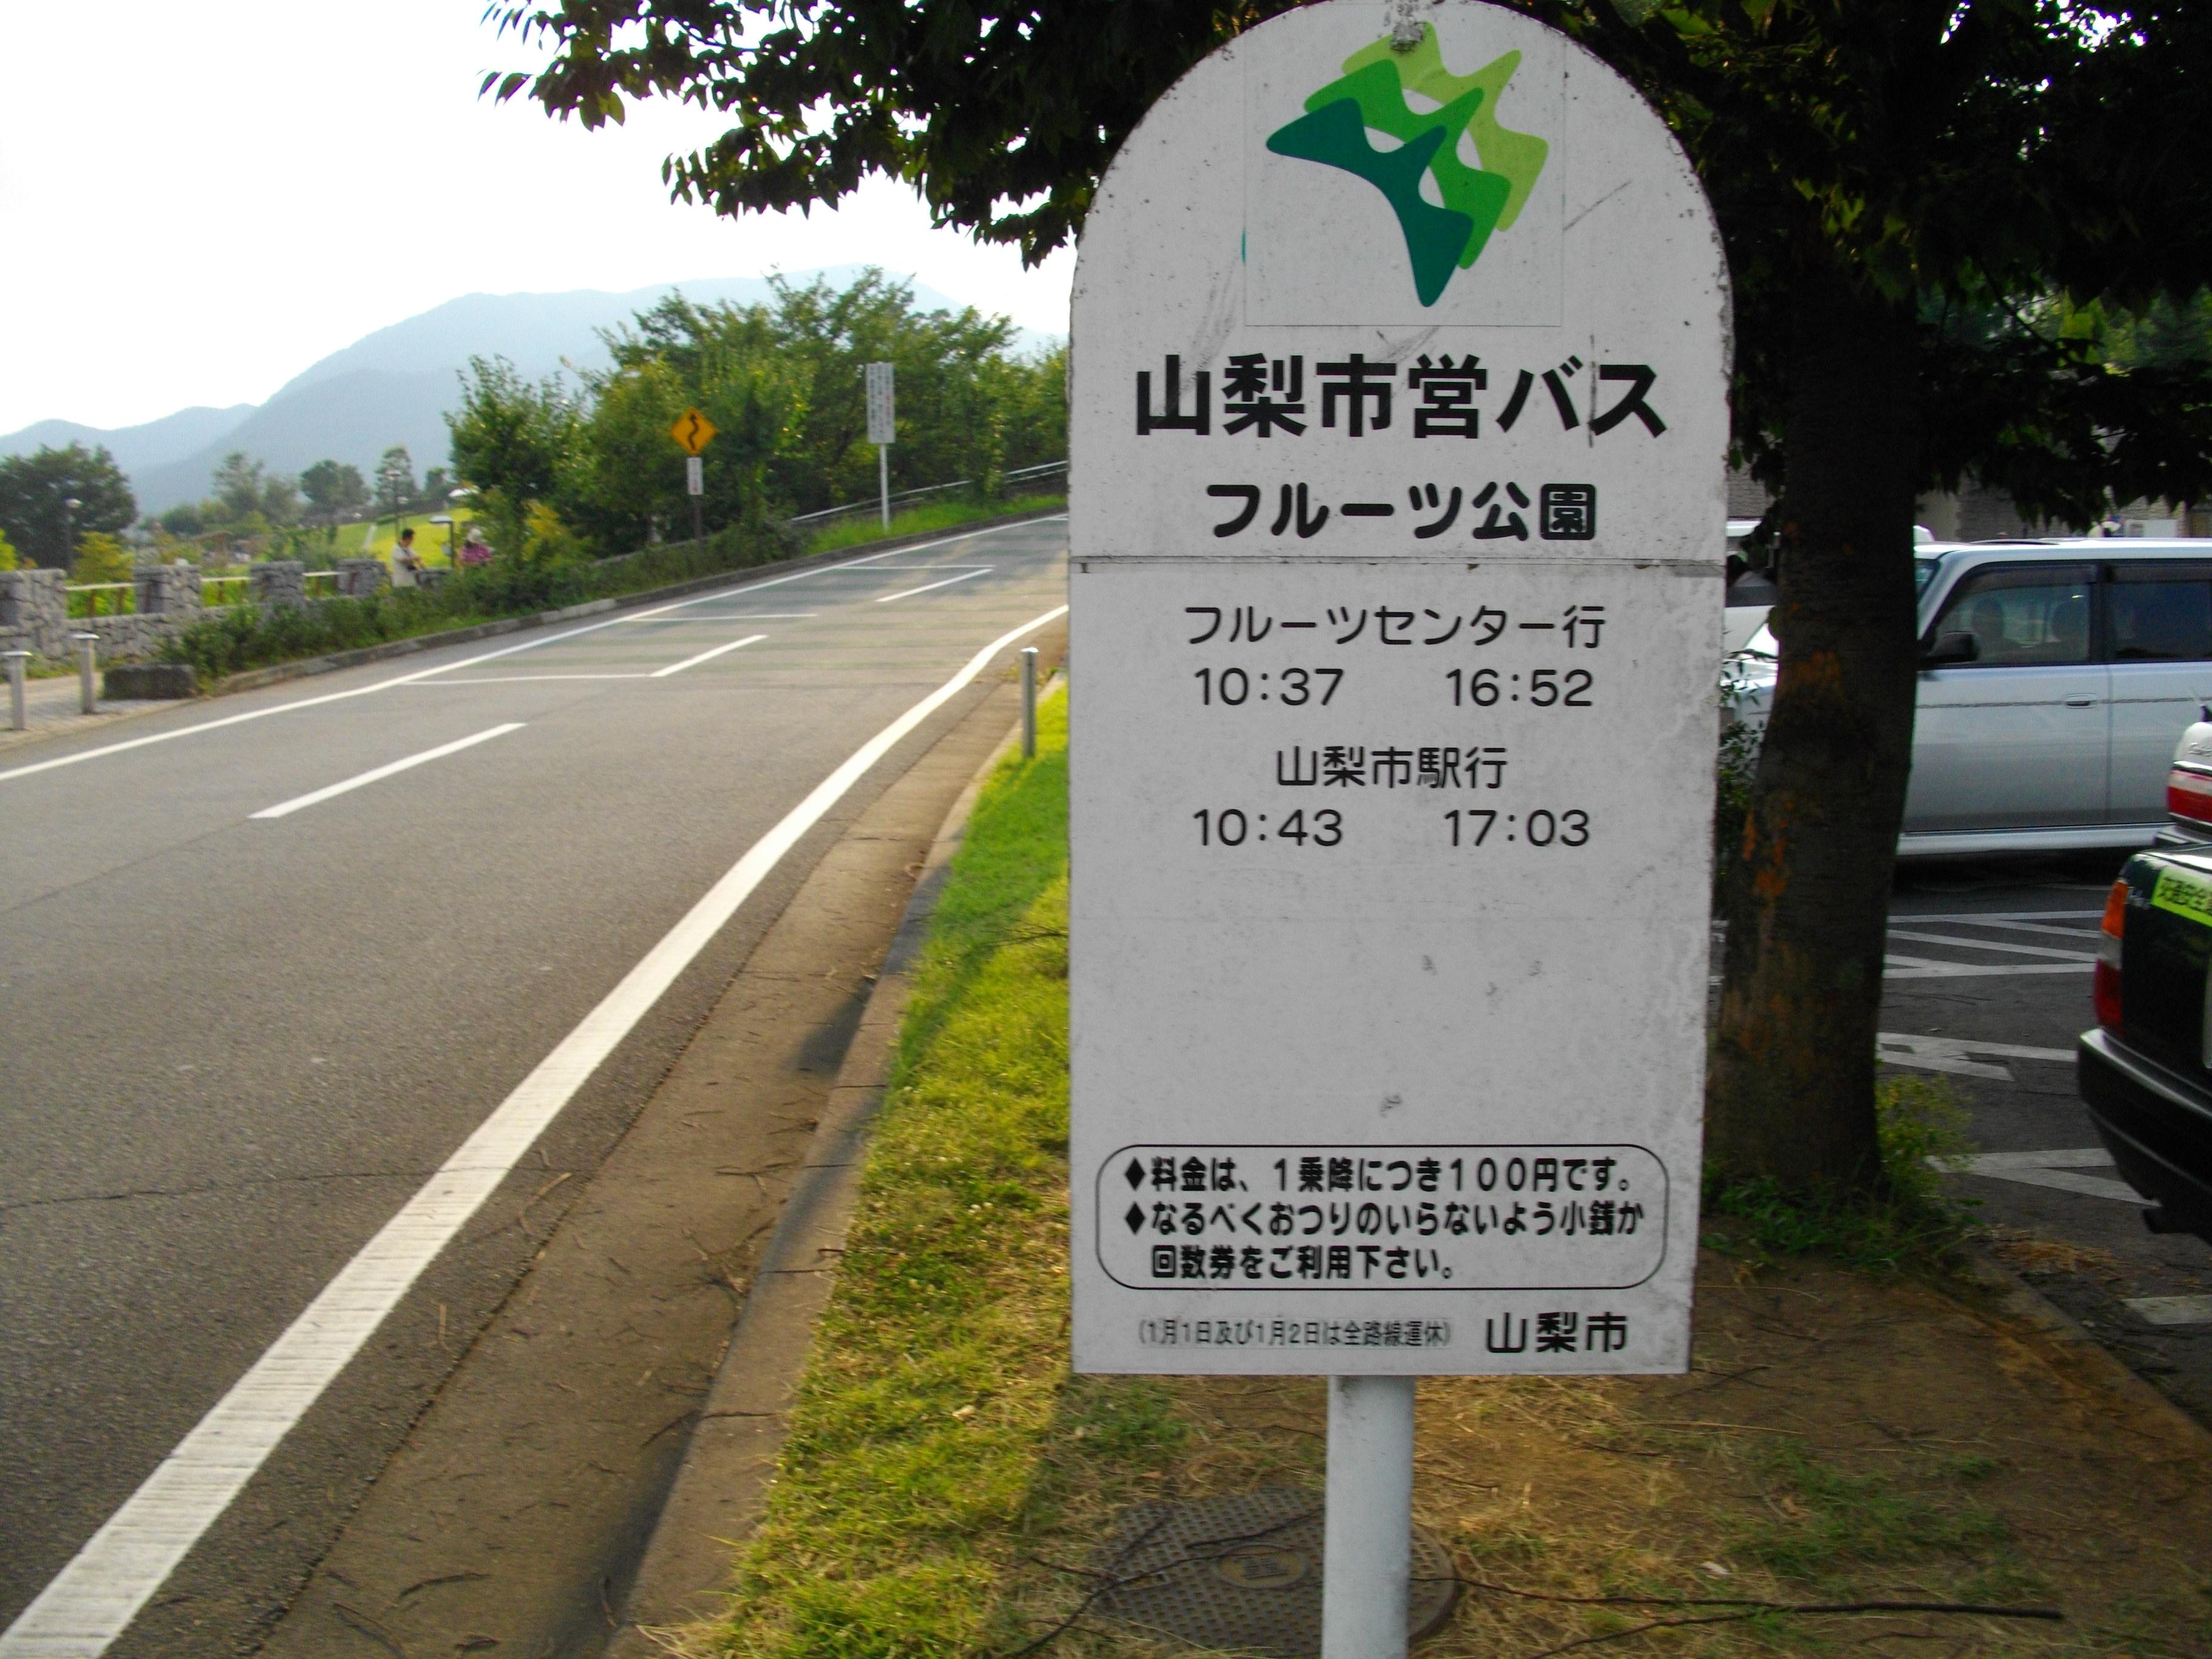 山梨市営バス
フルーツ公園
フルーツセンター行
10:37 16:52
山梨市駅行
10:43 17:03
♦料金は、1乗降につき100円です。
♦なるべくおつりのいらないよう小銭か
回数券をご利用下さい。
(1月1日及び1月2日は全路線運休) 山梨市
交通安全